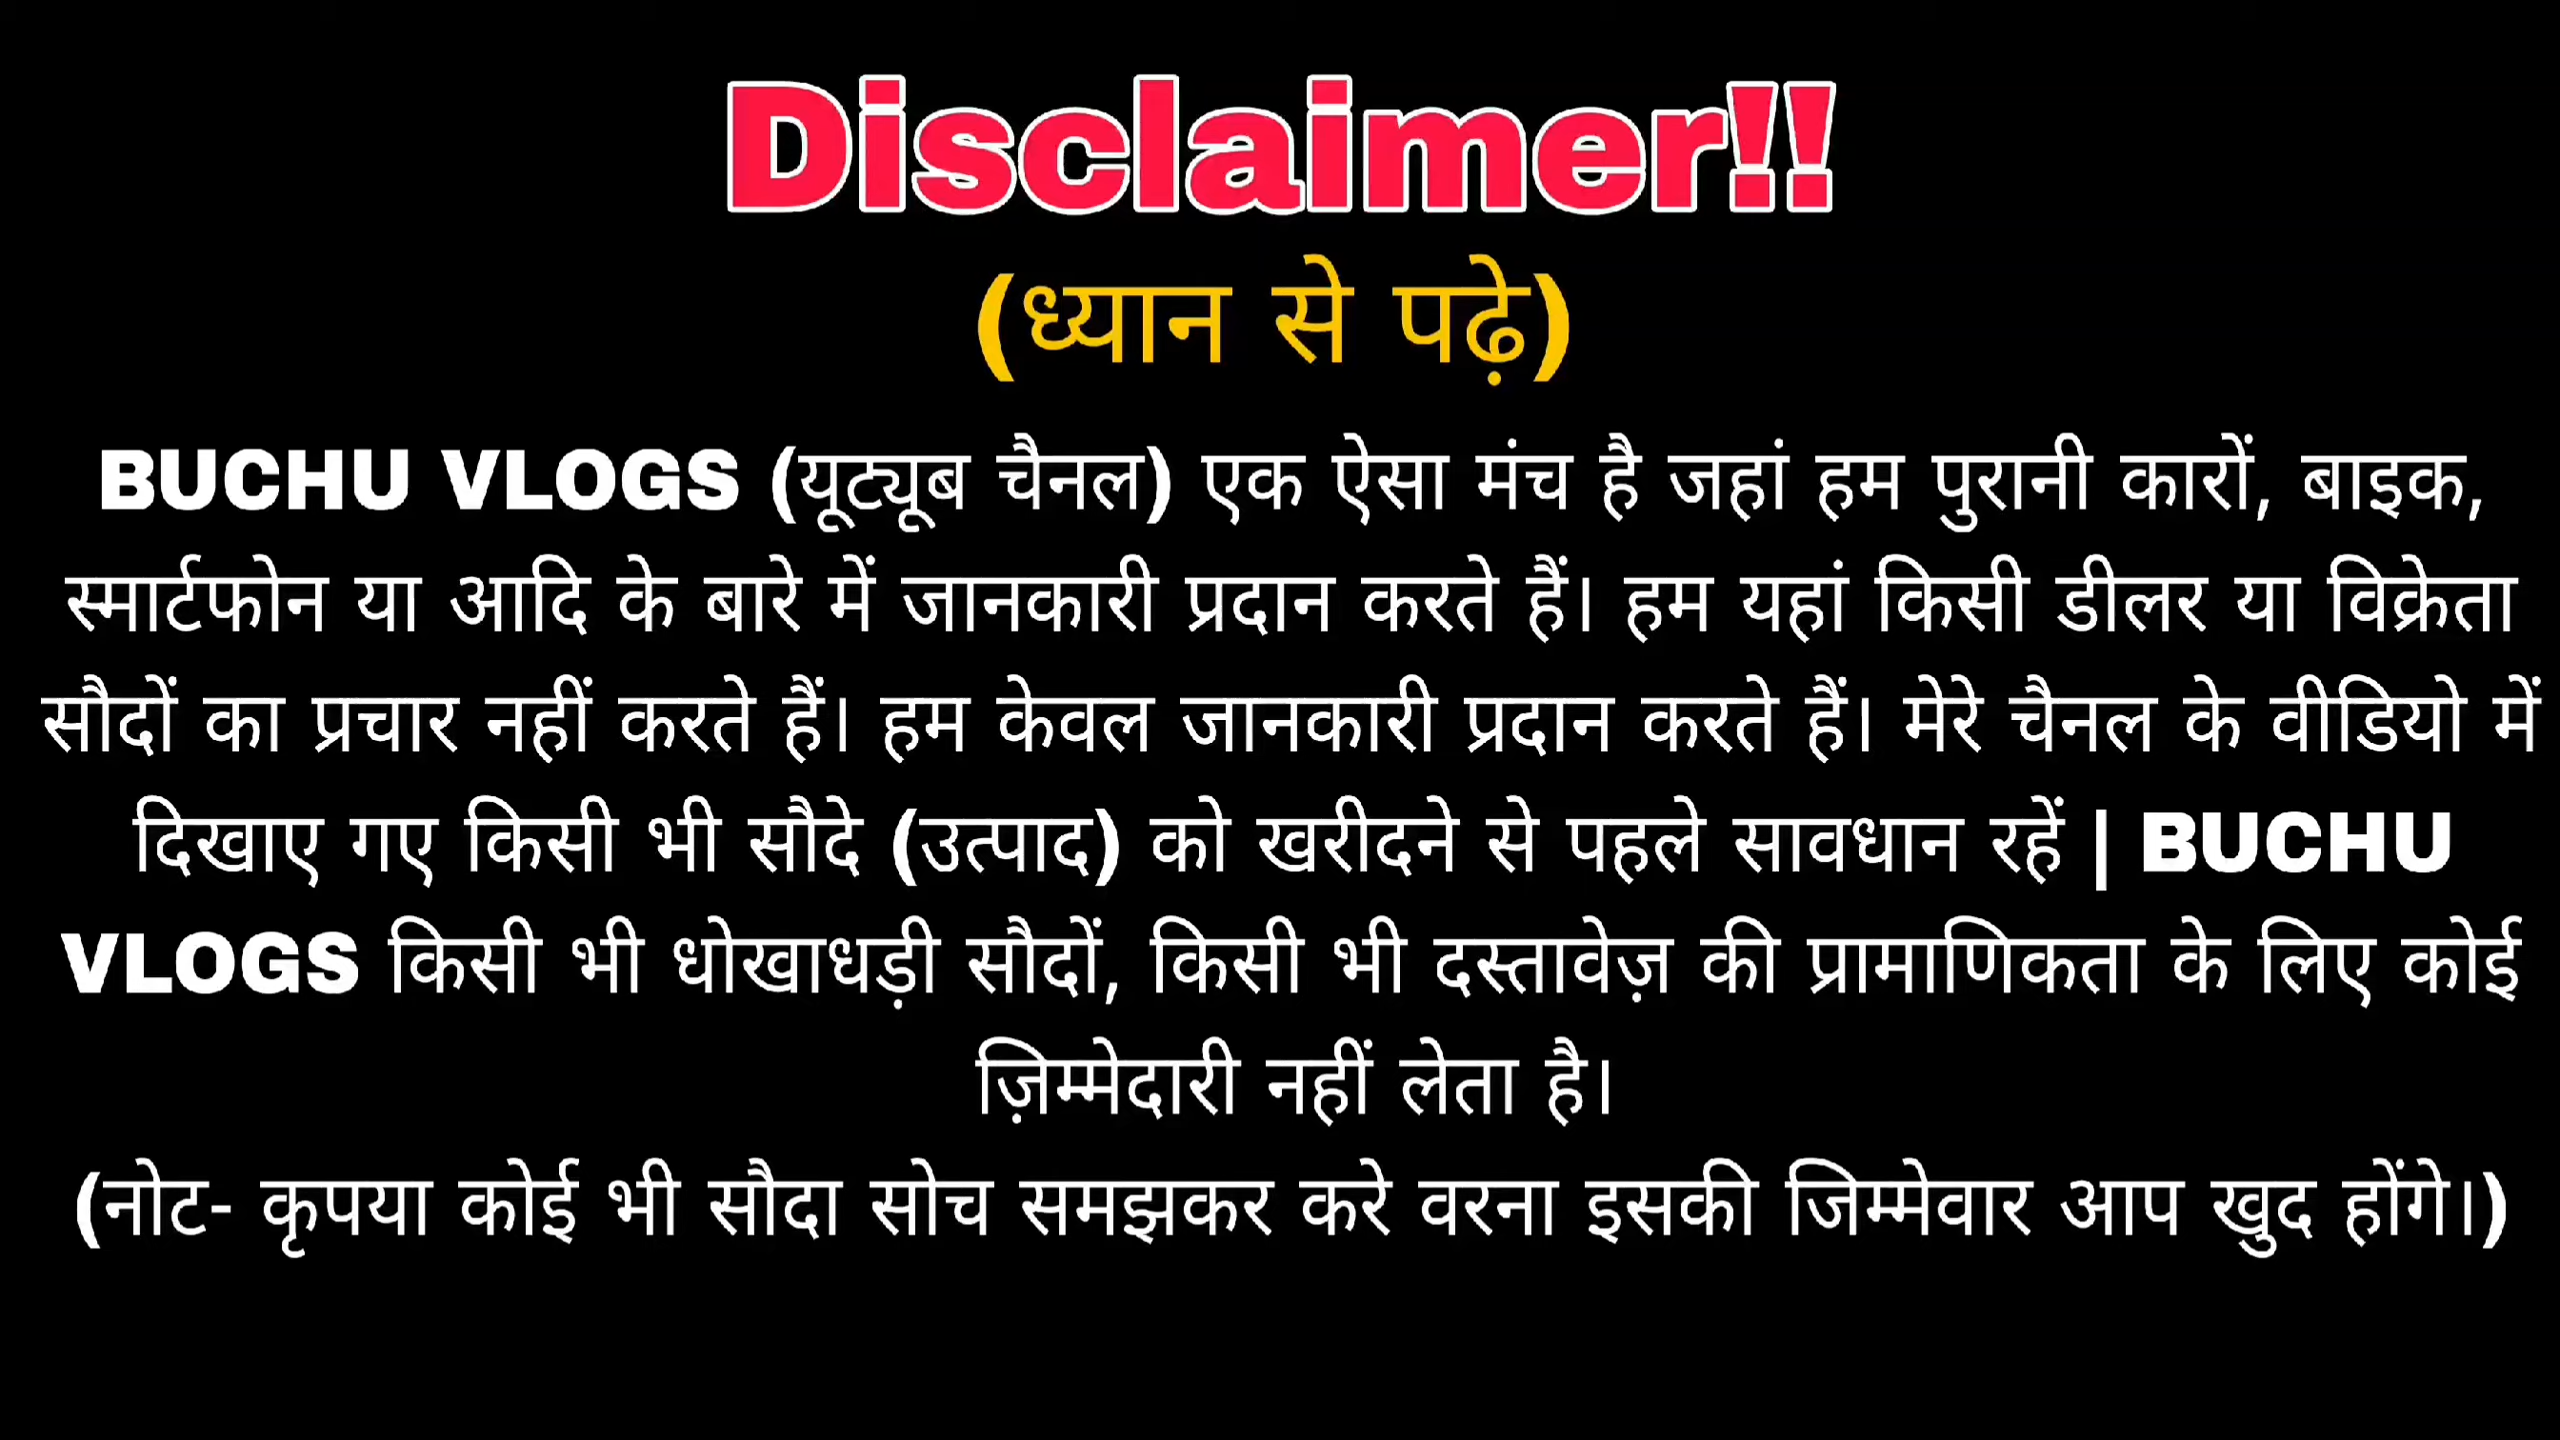 Disclaimer!!
(ध्यान से पढ़े)
BUCHU VLOGS (यूट्यूब चैनल) एक ऐसा मंच है जहां हम पुरानी कारों, बाइक,
स्मार्टफोन या आदि के बारे में जानकारी प्रदान करते हैं। हम यहां किसी डीलर या विक्रेता
सौदों का प्रचार नहीं करते हैं। हम केवल जानकारी प्रदान करते हैं। मेरे चैनल के वीडियो में
दिखाए गए किसी भी सौदे (उत्पाद) को खरीदने से पहले सावधान रहें | BUCHU
VLOGS किसी भी धोखाधड़ी सौदों, किसी भी दस्तावेज़ की प्रामाणिकता के लिए कोई
ज़िम्मेदारी नहीं लेता है।
(नोट- कृपया कोई भी सौदा सोच समझकर करे वरना इसकी जिम्मेवार आप खुद होंगे।)